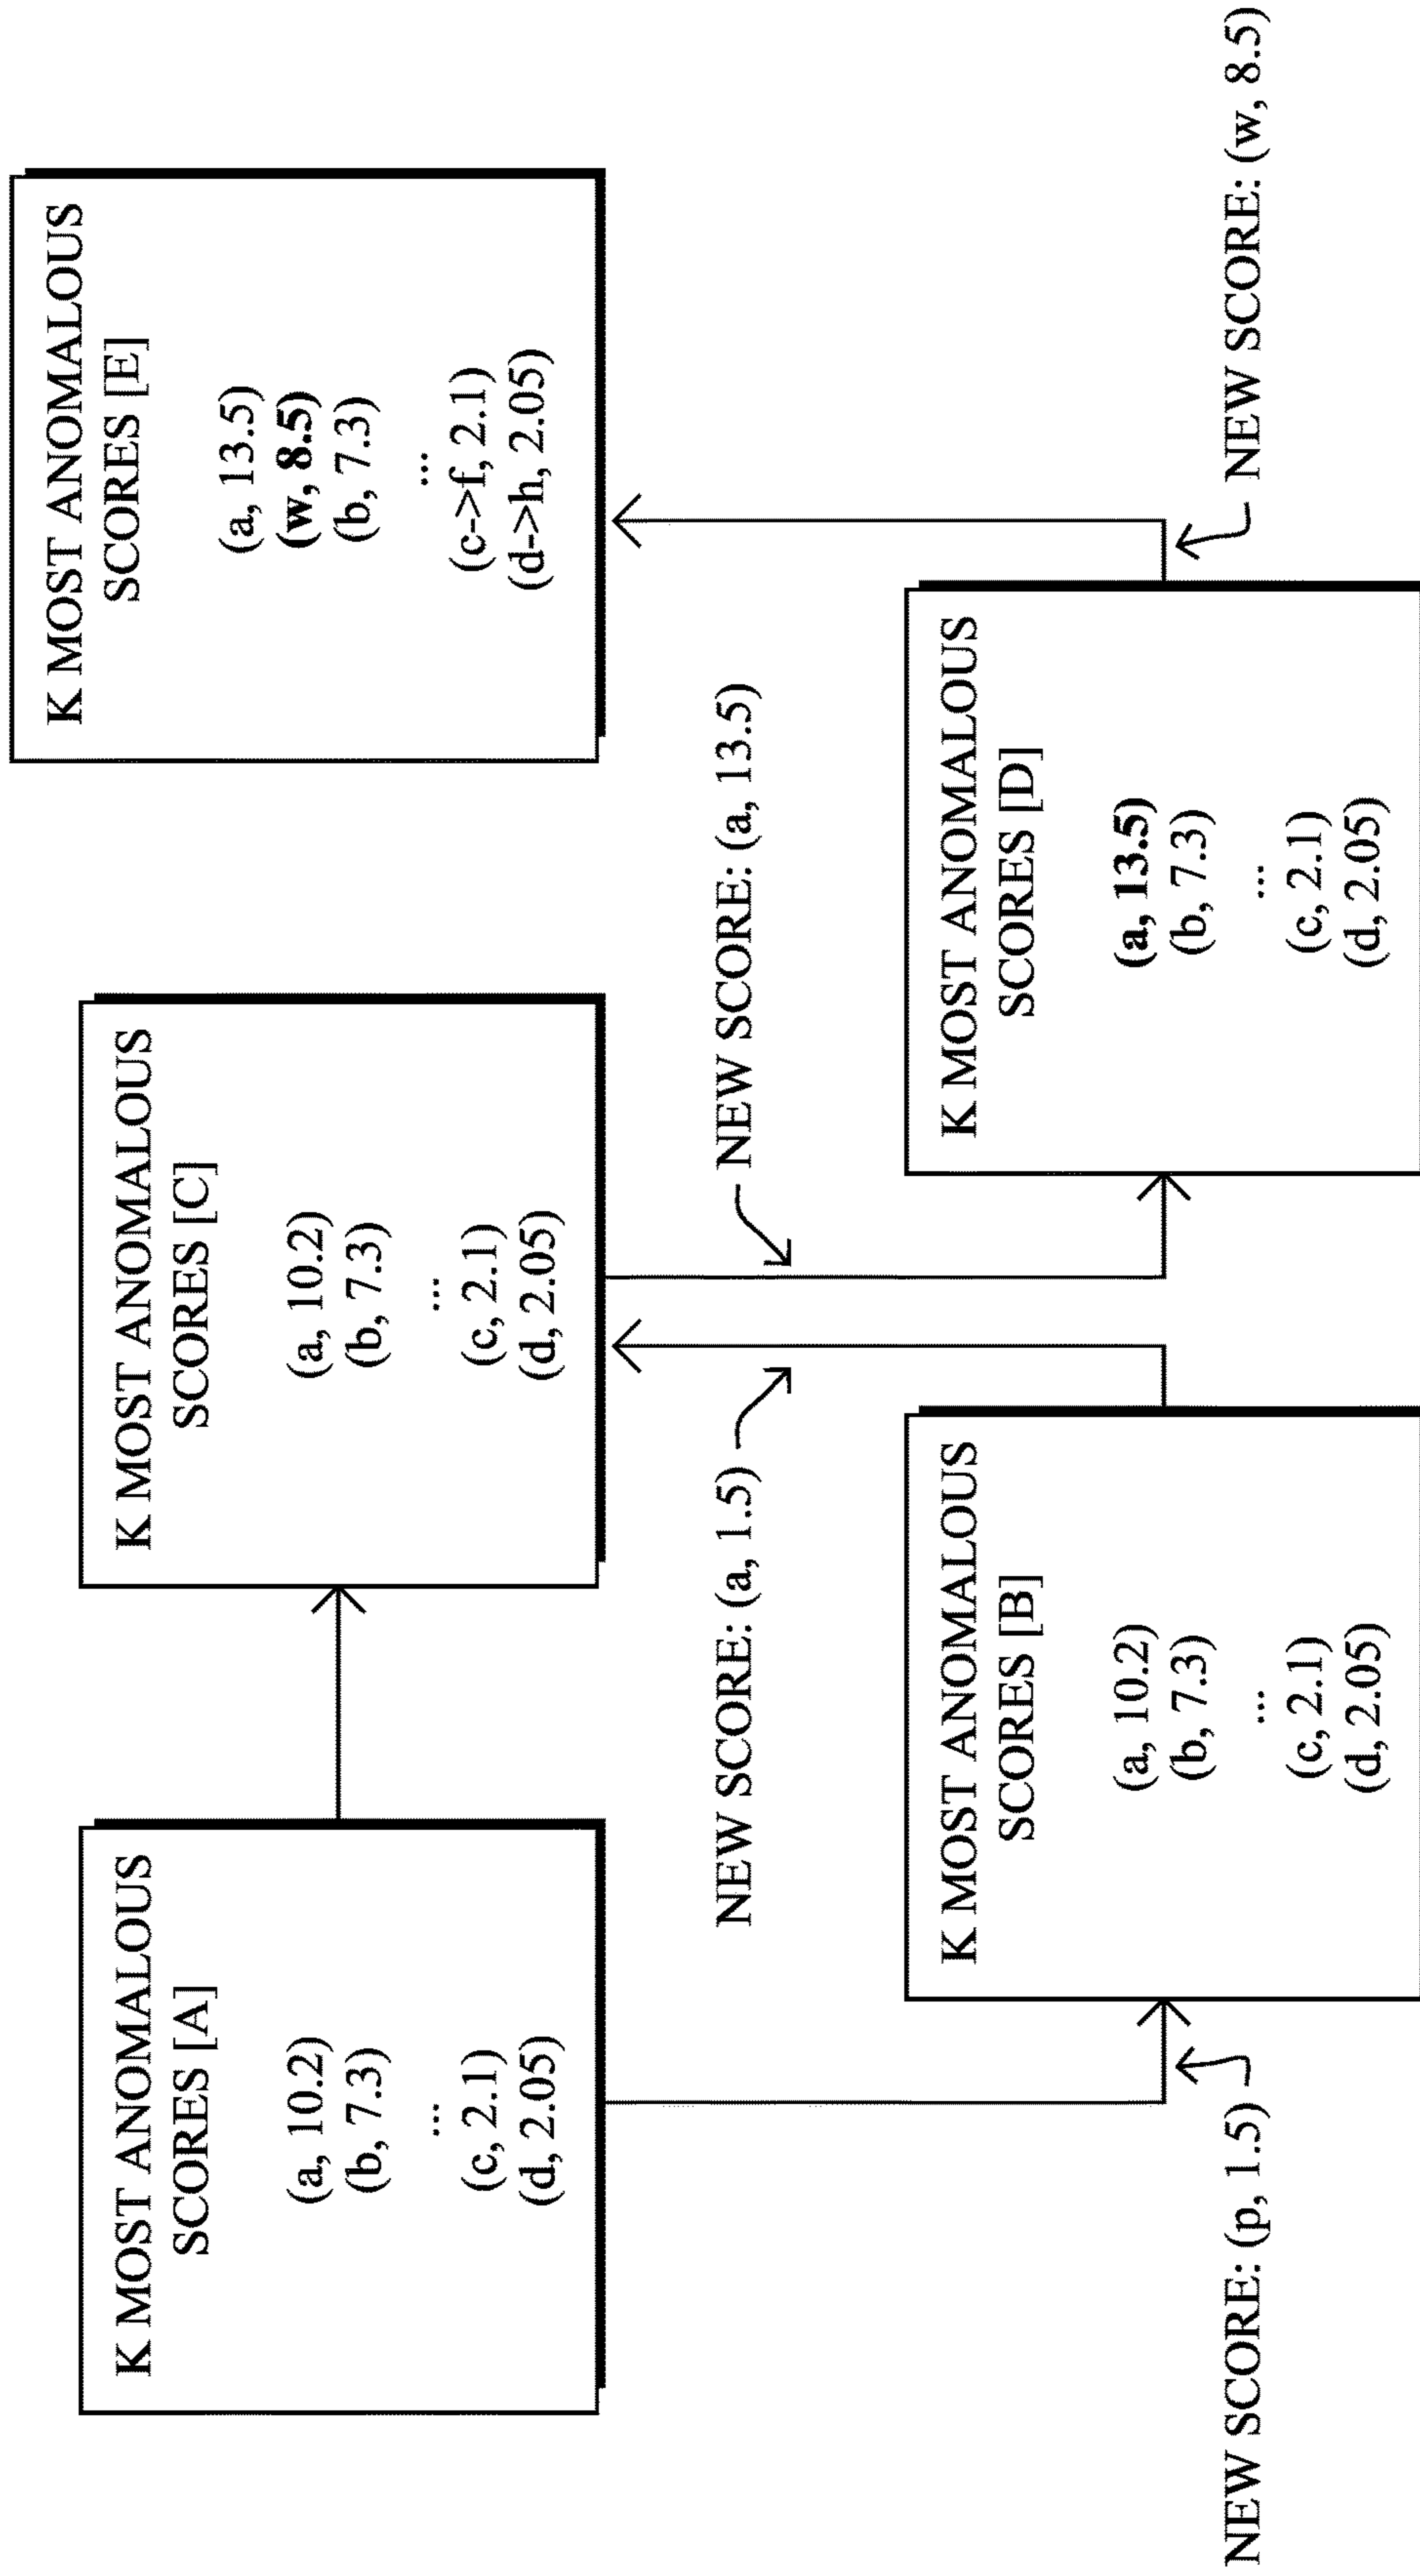 K MOST ANOMALOUS
SCORES [A]
(a, 10.2)
(b, 7.3)
...
(c, 2.1)
(d, 2.05)
NEW SCORE: (p, 1.5)
K MOST ANOMALOUS
SCORES [B]
(a, 10.2)
(b, 7.3)
...
(c, 2.1)
(d, 2.05)
NEW SCORE: (a, 1.5)
K MOST ANOMALOUS
SCORES [C]
(a, 10.2)
(b, 7.3)
...
(c, 2.1)
(d, 2.05)
NEW SCORE: (a, 13.5)
K MOST ANOMALOUS
SCORES [D]
(a, 13.5)
(b, 7.3)
...
(c, 2.1)
(d, 2.05)
NEW SCORE: (w, 8.5)
K MOST ANOMALOUS
SCORES [E]
(a, 13.5)
(w, 8.5)
(b, 7.3)
...
(c->f, 2.1)
(d->h, 2.05)